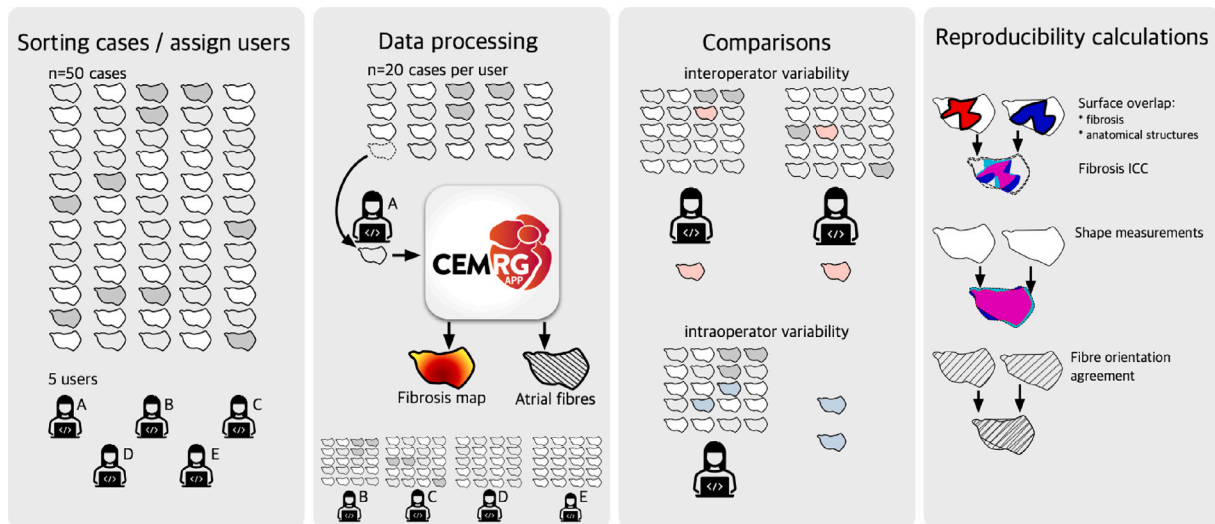 Sorting cases / assign users
n=50 cases
5 users
A
B
C
D
E
</>
</>
</>
</>
</>
Data processing
n=20 cases per user
A
</>
CEMRG
APP
Fibrosis map
Atrial fibres
B
C
D
E
</>
</>
</>
</>
Comparisons
interoperator variability
</>
</>
intraoperator variability
</>
Reproducibility calculations
Surface overlap:
* fibrosis
* anatomical structures
Fibrosis ICC
Shape measurements
Fibre orientation
agreement